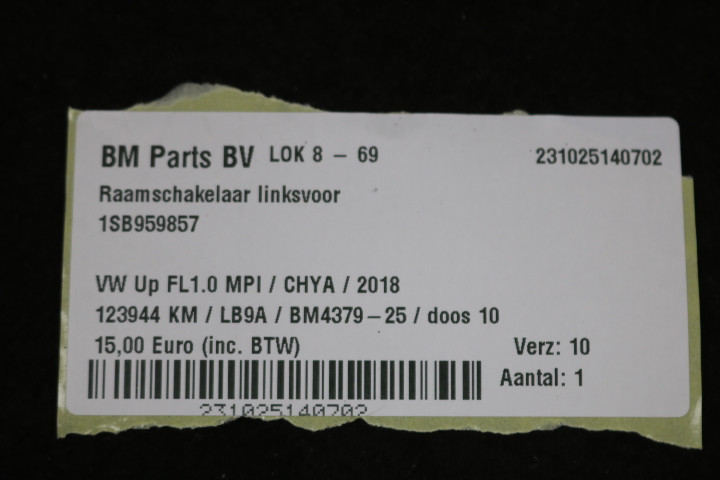 BM Parts BV LOK 8 - 69 231025140702
Raamschakelaar linksvoor
1SB959857
VW Up FL1.0 MPI / CHYA / 2018
123944 KM / LB9A / BM4379-25 / doos 10
15,00 Euro (inc. BTW) Verz: 10
Aantal: 1
231025140702